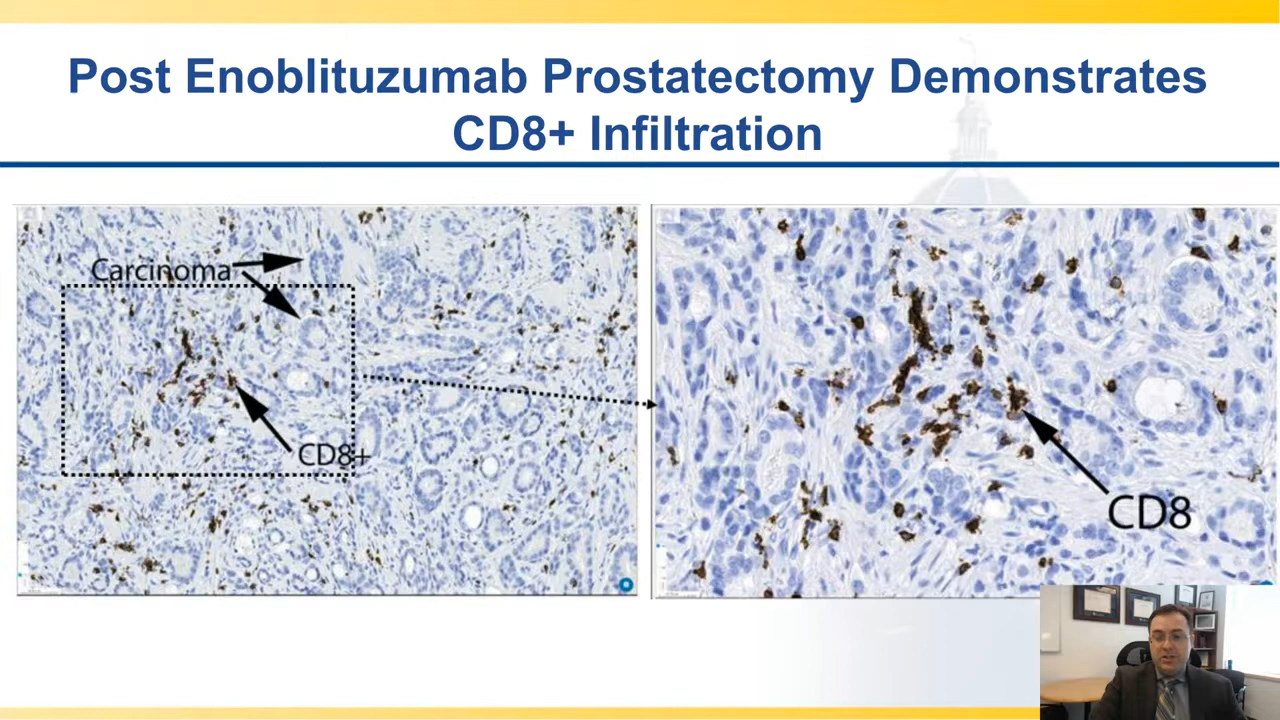 Post Enoblituzumab Prostatectomy Demonstrates
CD8+ Infiltration
Carcinoma
CD8+
CD8